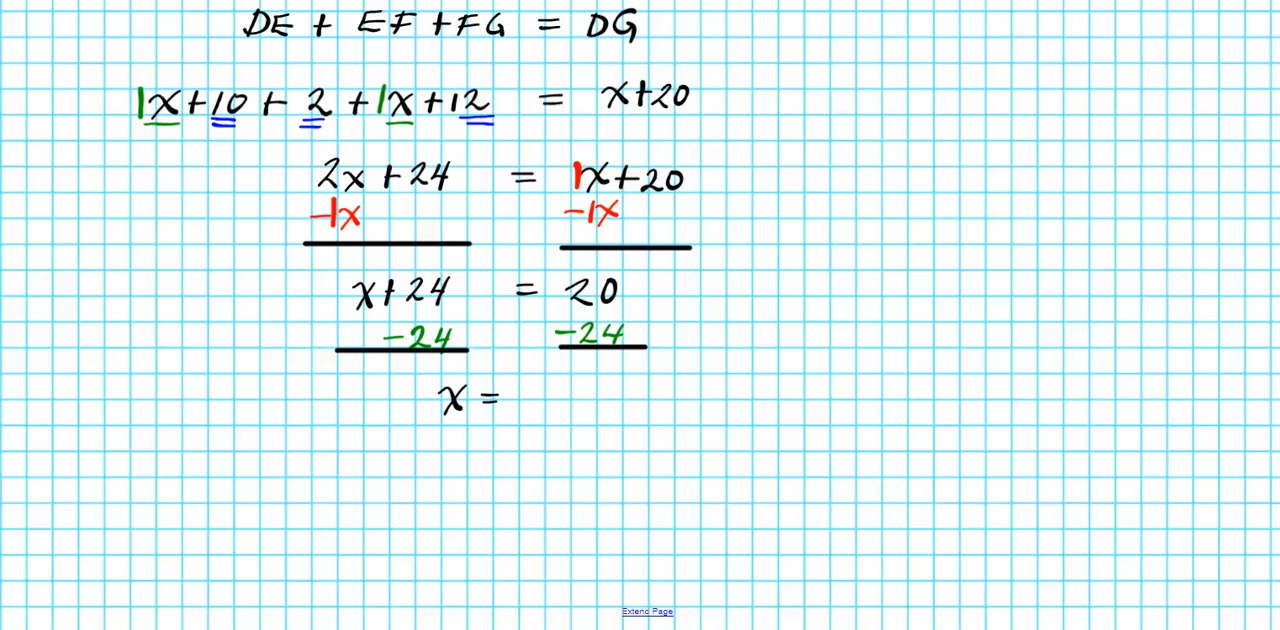 DE + EF + FG = DG
1x+10 + 2 + 1x +12 = x+20
2x + 24 = 1x+20
-1x -1x
x+24 = 20
-24 -24
x =
Extend Page